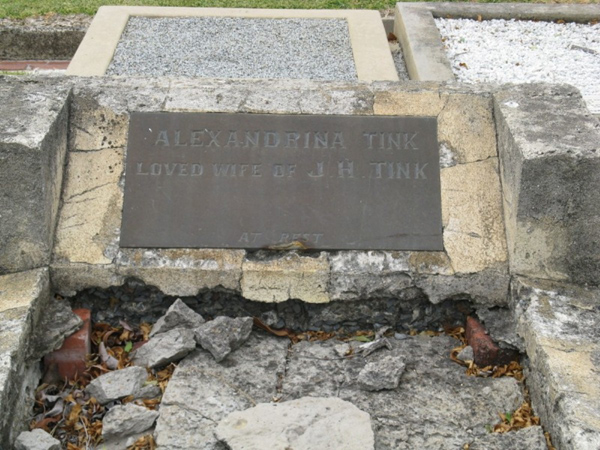 ALEXANDRINA TINK
LOVED WIFE OF J. H. TINK
AT REST